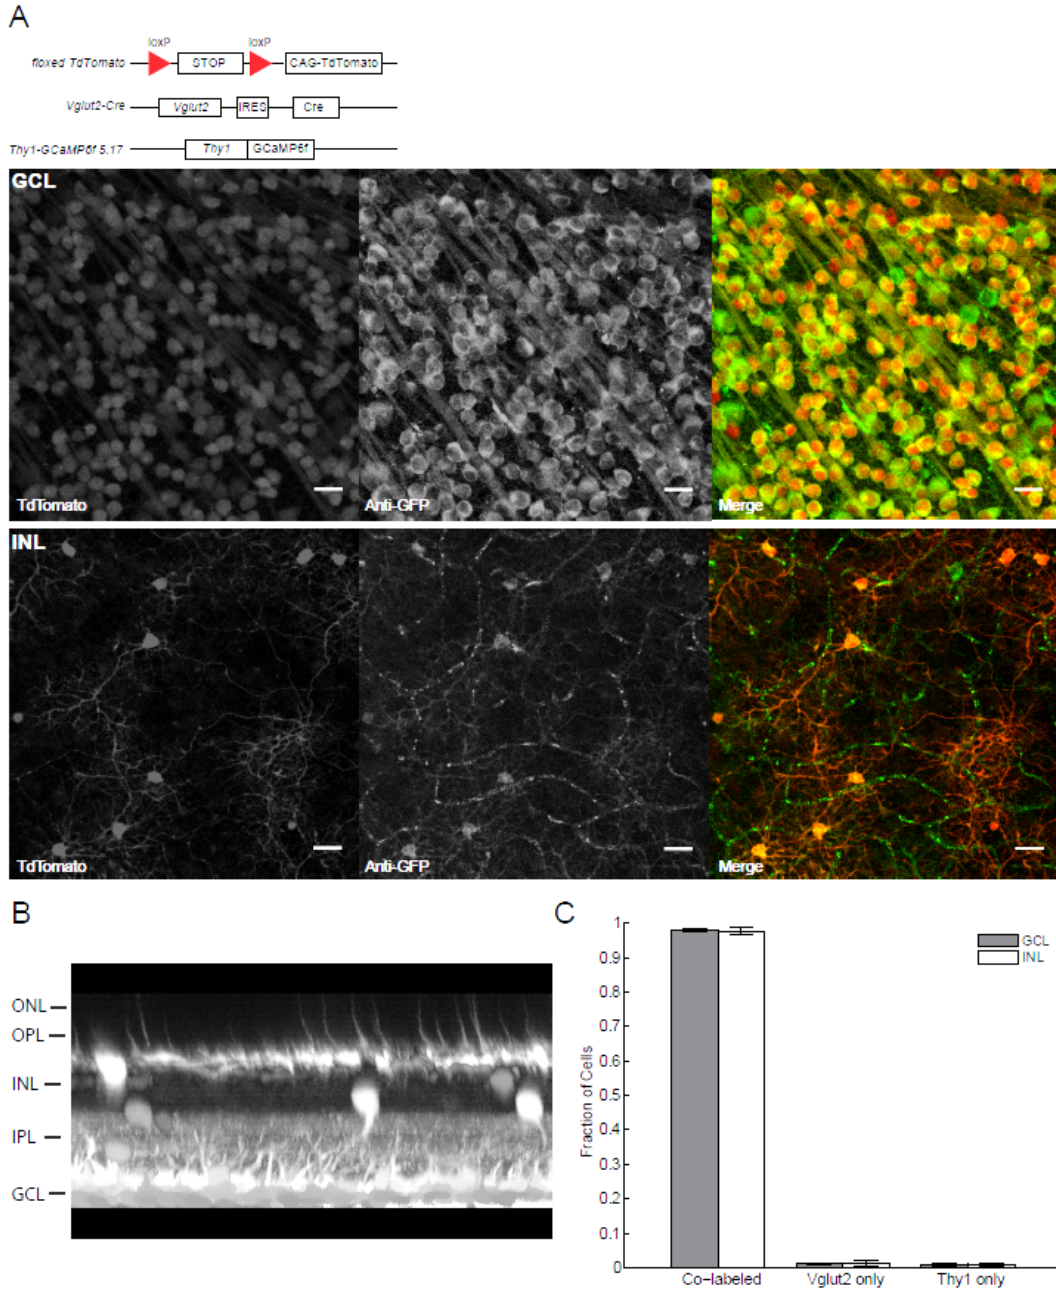 A
loxP loxP
floxed TdTomato STOP CAG-TdTomato
Vglut2-Cre Vglut2 IRES Cre
Thy1-GCaMP6f 5.17 Thy1 GCaMP6f
GCL
TdTomato Anti-GFP Merge
INL
TdTomato Anti-GFP Merge
B
ONL
OPL
INL
IPL
GCL
C
1
0.9
0.8
0.7
0.6
0.5
0.4
0.3
0.2
0.1
0
Fraction of Cells
GCL
INL
Co-labeled Vglut2 only Thy1 only